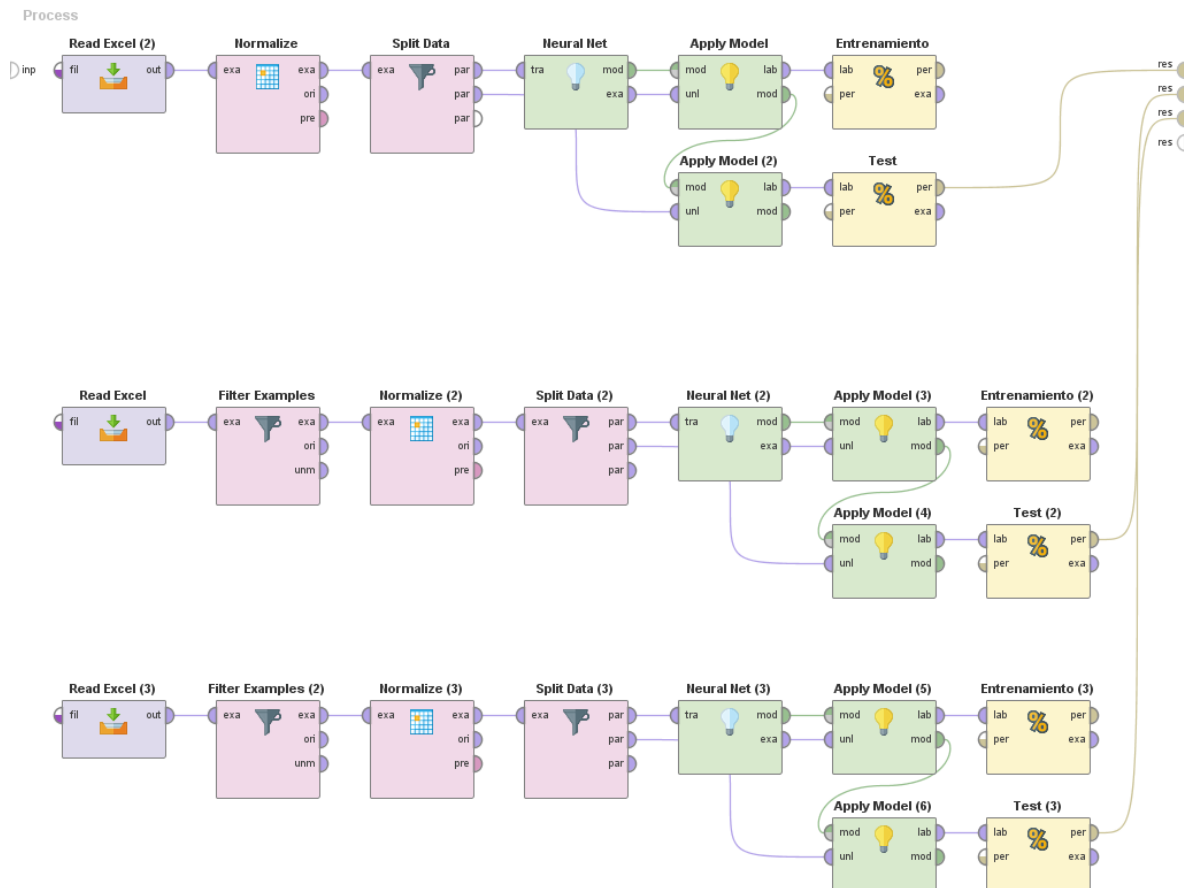 Process
Read Excel (2) Normalize Split Data Neural Net Apply Model Entrenamiento
inp fil out exa exa exa par tra mod mod lab lab per res
ori par exa unl mod per exa res
pre par res
res
Apply Model (2) Test
mod lab lab per
unl mod per exa
Read Excel Filter Examples Normalize (2) Split Data (2) Neural Net (2) Apply Model (3) Entrenamiento (2)
fil out exa exa exa exa exa par tra mod mod lab lab per
ori ori par exa unl mod per exa
unm pre par
Apply Model (4) Test (2)
mod lab lab per
unl mod per exa
Read Excel (3) Filter Examples (2) Normalize (3) Split Data (3) Neural Net (3) Apply Model (5) Entrenamiento (3)
fil out exa exa exa exa exa par tra mod mod lab lab per
ori ori par exa unl mod per exa
unm pre par
Apply Model (6) Test (3)
mod lab lab per
unl mod per exa